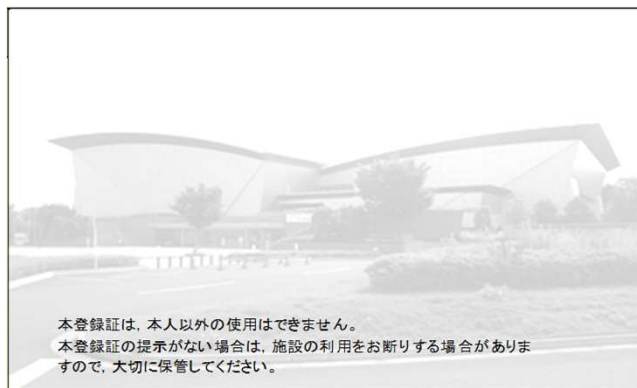 本登録証は，本人以外の使用はできません。
本登録証の提示がない場合は，施設の利用をお断りする場合がありま
すので，大切に保管してください。